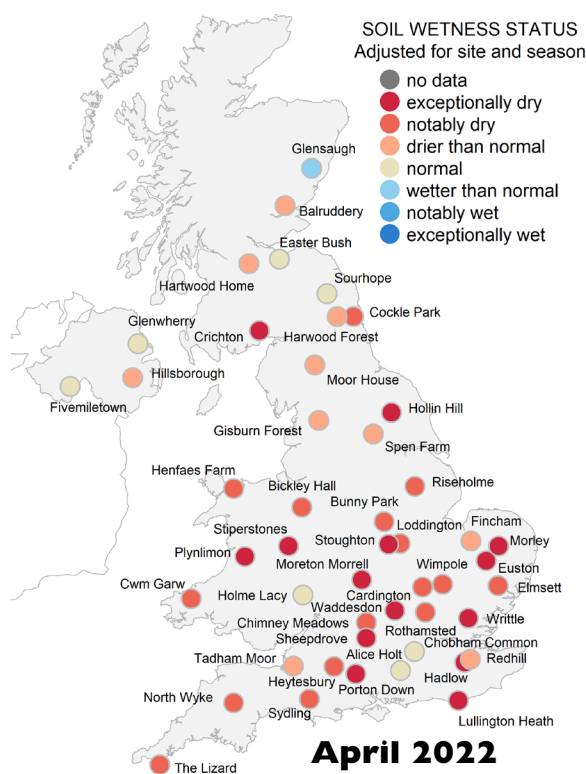 SOIL WETNESS STATUS
Adjusted for site and season
no data
exceptionally dry
notably dry
drier than normal
normal
wetter than normal
notably wet
exceptionally wet
Glensaugh
Balruddery
Easter Bush
Hartwood Home
Sourhope
Glenwherry
Crichton
Harwood Forest
Cockle Park
Hillsborough
Moor House
Fivemiletown
Hollin Hill
Gisburn Forest
Spen Farm
Henfaes Farm
Bickley Hall
Riseholme
Bunny Park
Loddington
Fincham
Stiperstones
Stoughton
Morley
Plynlimon
Moreton Morrell
Wimpole
Euston
Cwm Garw
Cardington
Elmsett
Holme Lacy
Waddesdon
Chimney Meadows
Rothamsted
Writtle
Sheepdrove
Chobham Common
Tadham Moor
Alice Holt
Redhill
Heytesbury
Hadlow
Porton Down
North Wyke
Sydling
Lullington Heath
The Lizard
April 2022